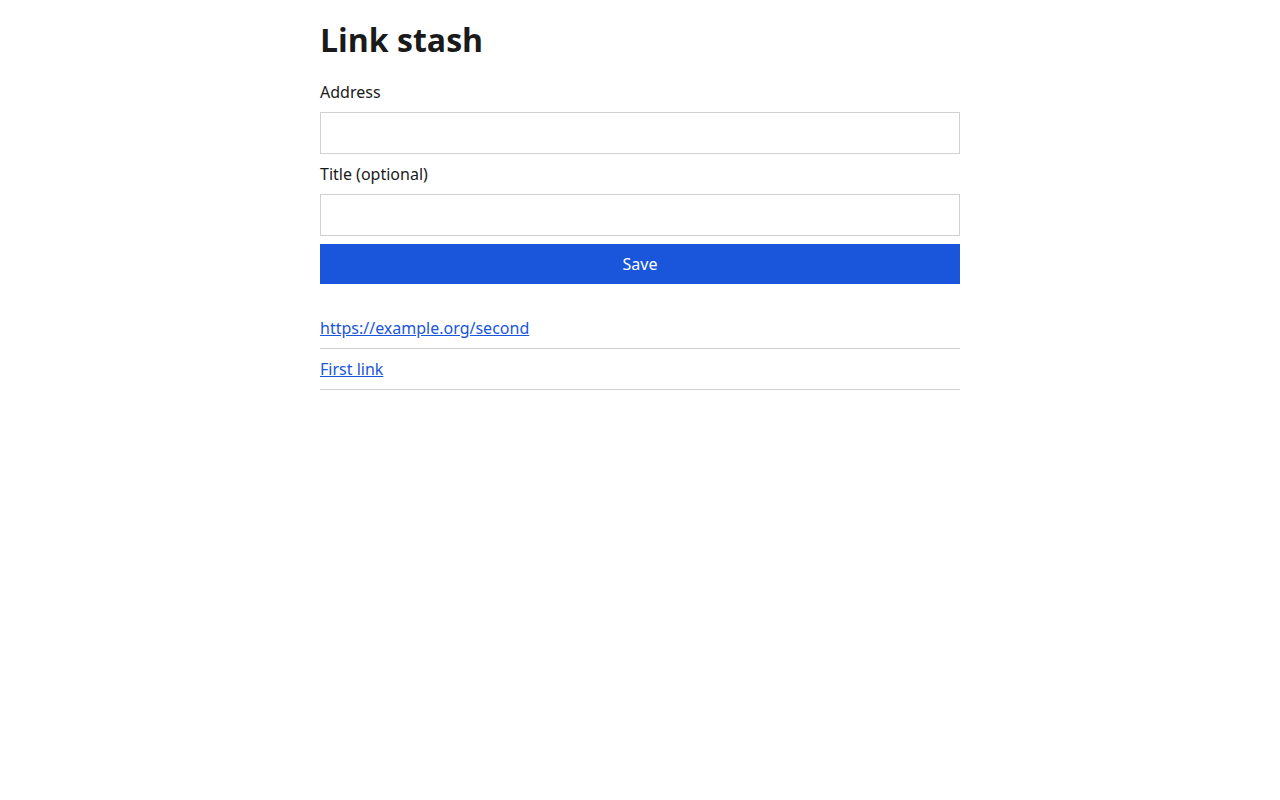 Link stash
Address
Title (optional)
Save
https://example.org/second
First link